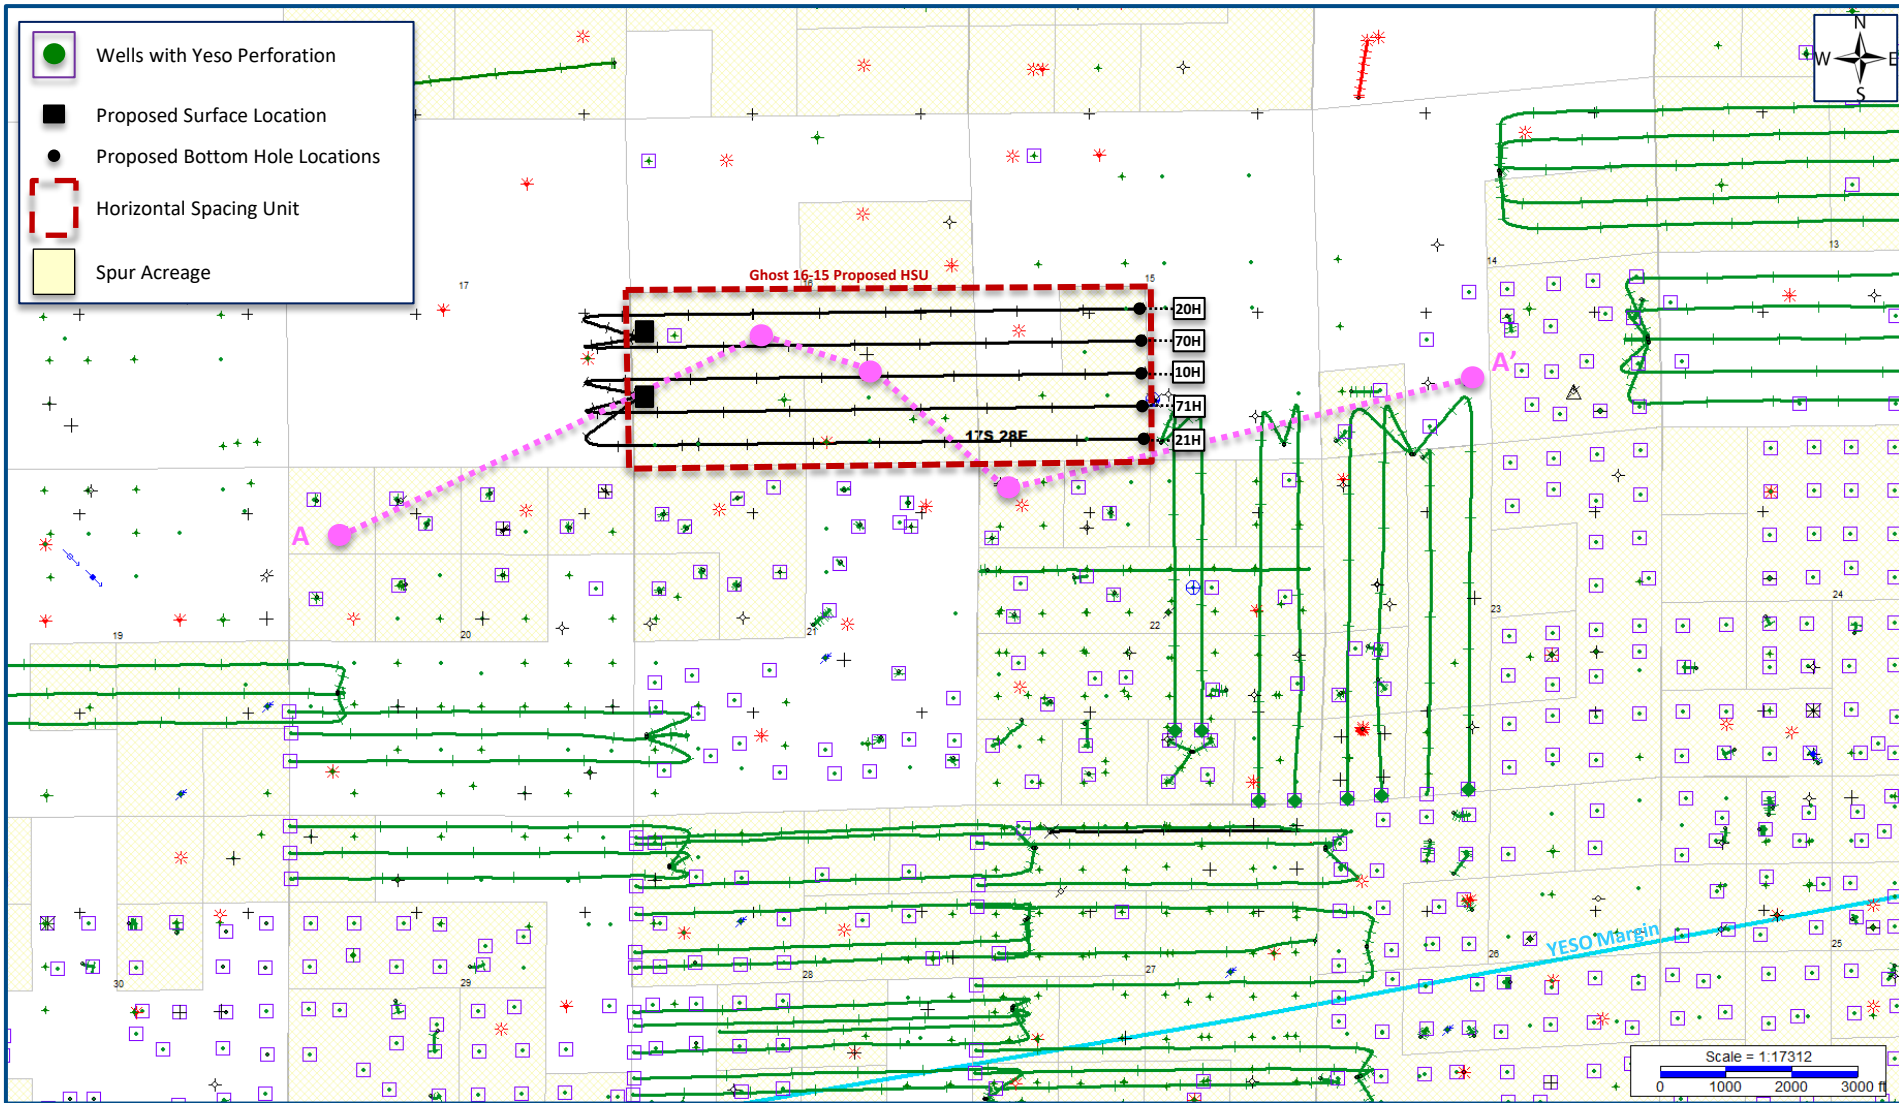 Wells with Yeso Perforation
Proposed Surface Location
Proposed Bottom Hole Locations
Horizontal Spacing Unit
Spur Acreage
N
W
E
S
13
14
17
16
15
Ghost 16-15 Proposed HSU
20H
70H
10H
71H
21H
17S 28E
A
A'
19
20
21
22
23
24
YESO Margin
25
26
27
28
29
30
Scale = 1:17312
0 1000 2000 3000 ft